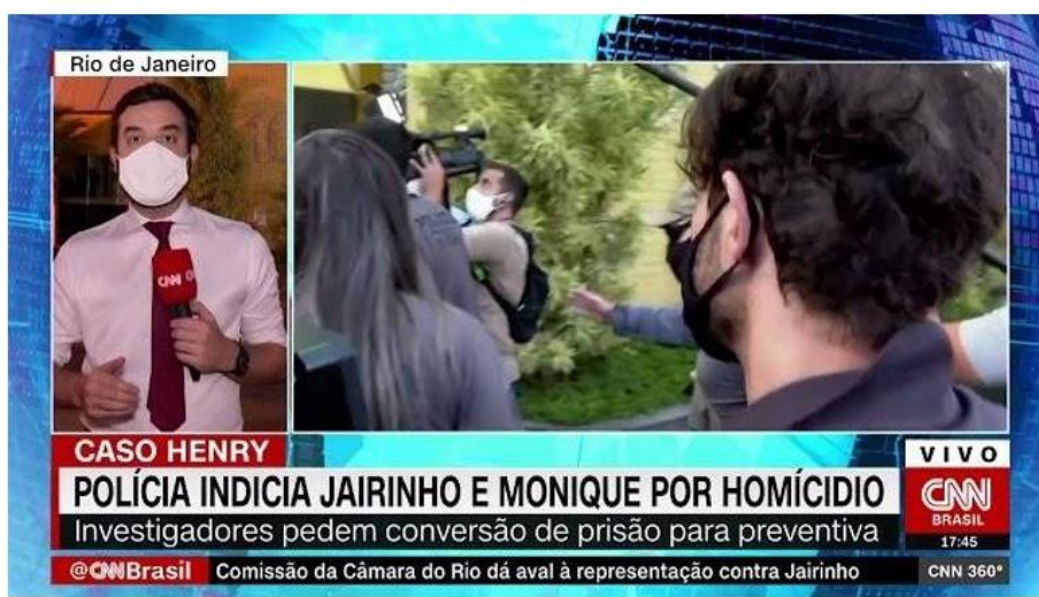 Rio de Janeiro
CNN
CASO HENRY
POLÍCIA INDICIA JAIRINHO E MONIQUE POR HOMÍCIDIO
Investigadores pedem conversão de prisão para preventiva
VIVO
CNN
BRASIL
17:45
@CNNBrasil Comissão da Câmara do Rio dá aval à representação contra Jairinho
CNN 360°